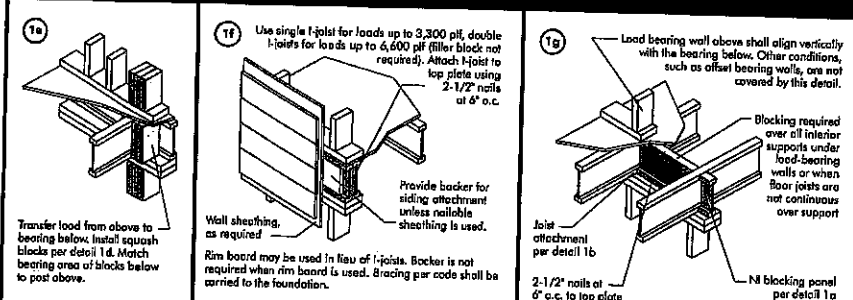 1e
Transfer load from above to
bearing below. Install squash
blocks per detail 1d. Match
bearing area of blocks below
to post above.
1f
Use single I-joist for loads up to 3,300 plf, double
I-joists for loads up to 6,600 plf (filler block not
required). Attach I-joist to
top plate using
2-1/2" nails
at 6" o.c.
Provide backer for
siding attachment
unless nailable
sheathing is used.
Wall sheathing,
as required
Rim board may be used in lieu of I-joists. Backer is not
required when rim board is used. Bracing per code shall be
carried to the foundation.
1g
Load bearing wall above shall align vertically
with the bearing below. Other conditions,
such as offset bearing walls, are not
covered by this detail.
Blocking required
over all interior
supports under
load-bearing
walls or when
floor joists are
not continuous
over support
Joist
attachment
per detail 1b
2-1/2" nails at
6" o.c. to top plate
NI blocking panel
per detail 1a